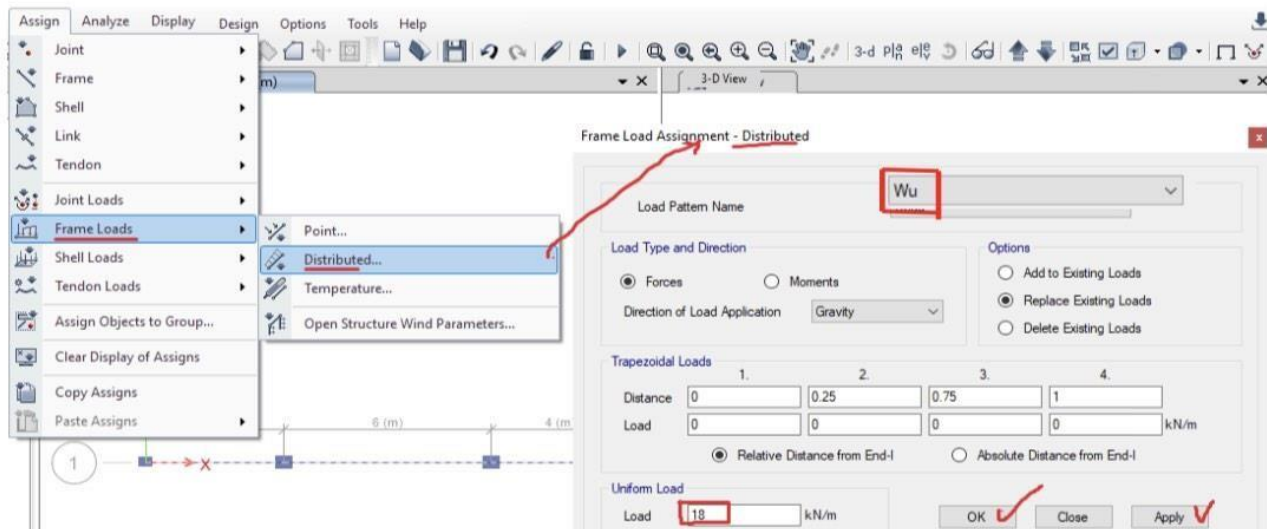 Assign Analyze Display Design Options Tools Help
Joint
Frame
Shell
Link
Tendon
Joint Loads
Frame Loads
Shell Loads
Tendon Loads
Assign Objects to Group...
Clear Display of Assigns
Copy Assigns
Paste Assigns
Point...
Distributed...
Temperature...
Open Structure Wind Parameters...
3-d
m)
3-D View
6 (m)
4 (m
1
X
Frame Load Assignment - Distributed
Load Pattern Name Wu
Load Type and Direction
Forces Moments
Direction of Load Application Gravity
Options
Add to Existing Loads
Replace Existing Loads
Delete Existing Loads
Trapezoidal Loads
1. 2. 3. 4.
Distance 0 0.25 0.75 1
Load 0 0 0 0 kN/m
Relative Distance from End-I Absolute Distance from End-I
Uniform Load
Load 18 kN/m
OK Close Apply